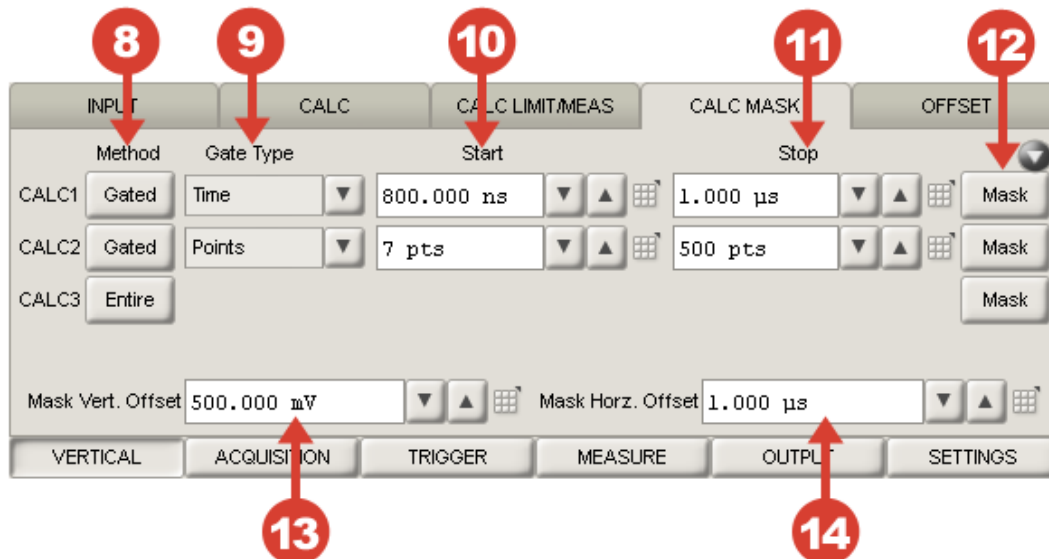 8 9 10 11 12
INPUT CALC CALC LIMIT/MEAS CALC MASK OFFSET
Method Gate Type Start Stop
CALC1 Gated Time 800.000 ns 1.000 µs Mask
CALC2 Gated Points 7 pts 500 pts Mask
CALC3 Entire Mask
Mask Vert. Offset 500.000 mV Mask Horz. Offset 1.000 µs
VERTICAL ACQUISITION TRIGGER MEASURE OUTPUT SETTINGS
13 14